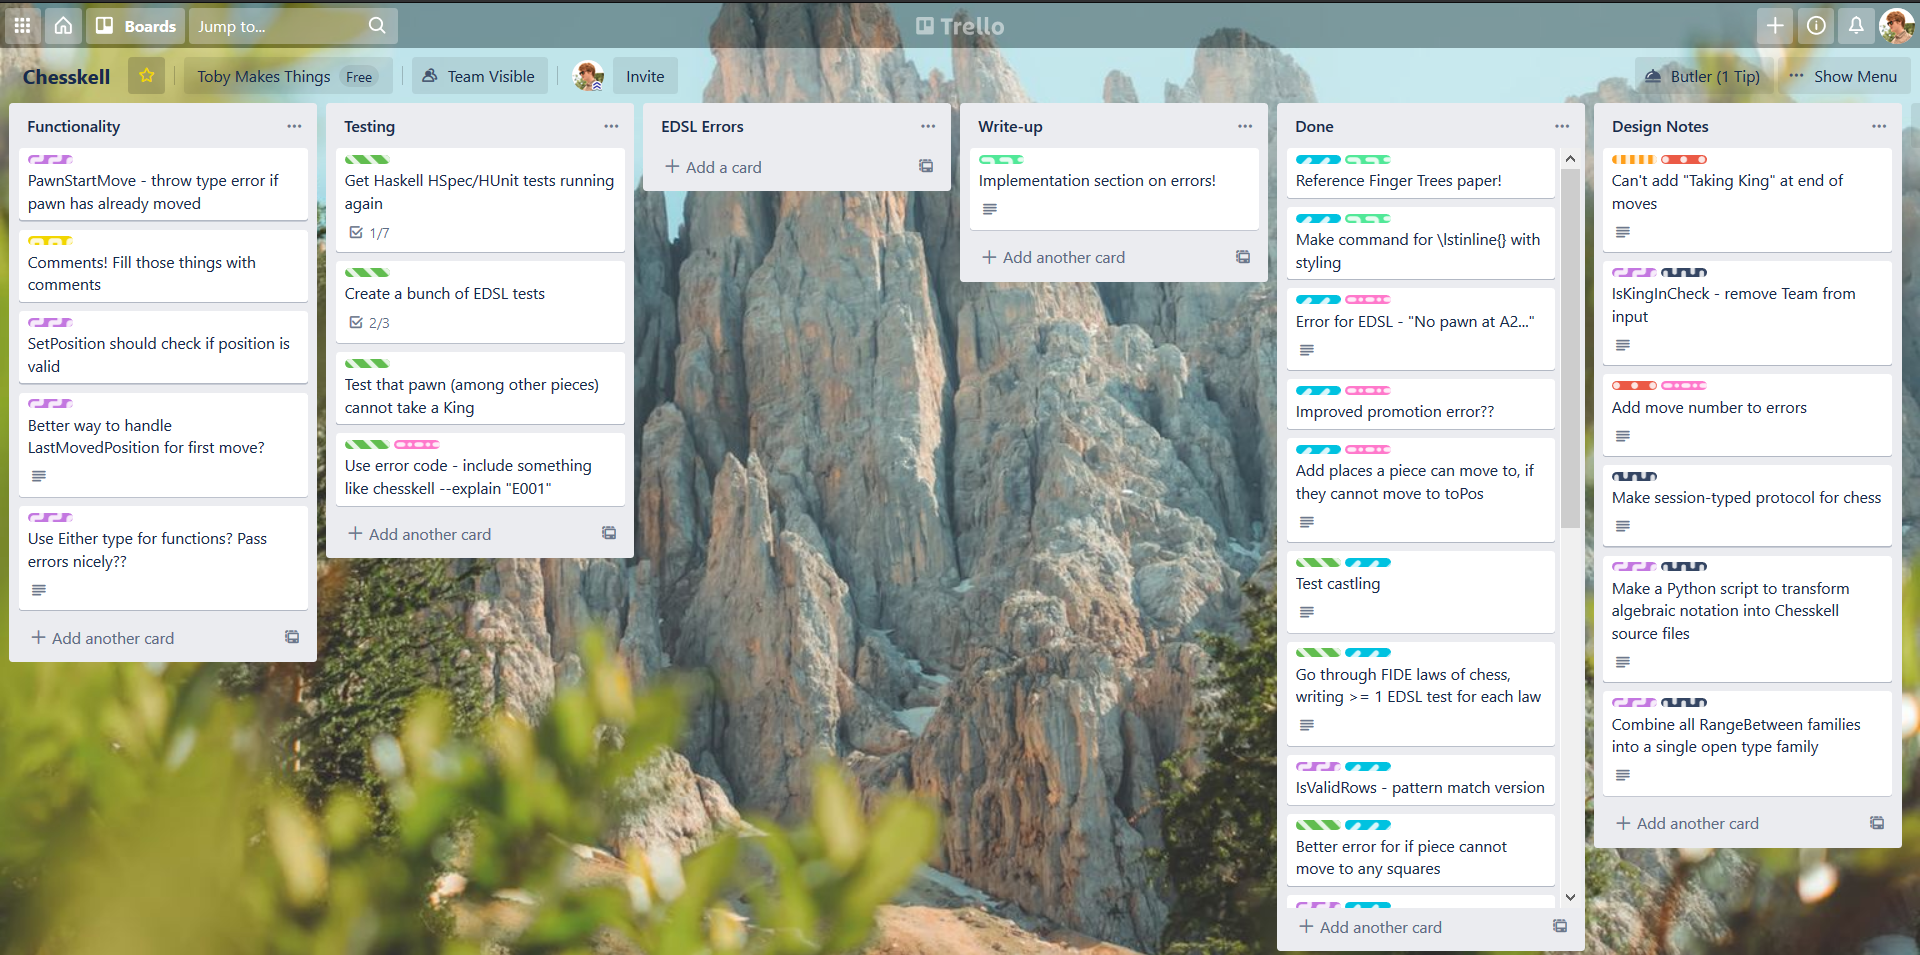 Boards
Jump to...
Trello
Chesskell
Toby Makes Things Free
Team Visible
Invite
Butler (1 Tip)
Show Menu
Functionality
PawnStartMove - throw type error if
pawn has already moved
Comments! Fill those things with
comments
SetPosition should check if position is
valid
Better way to handle
LastMovedPosition for first move?
Use Either type for functions? Pass
errors nicely??
Add another card
Testing
Get Haskell HSpec/HUnit tests running
again
1/7
Create a bunch of EDSL tests
2/3
Test that pawn (among other pieces)
cannot take a King
Use error code - include something
like chesskell --explain "E001"
Add another card
EDSL Errors
Add a card
Write-up
Implementation section on errors!
Add another card
Done
Reference Finger Trees paper!
Make command for \lstinline{} with
styling
Error for EDSL - "No pawn at A2..."
Improved promotion error??
Add places a piece can move to, if
they cannot move to toPos
Test castling
Go through FIDE laws of chess,
writing >= 1 EDSL test for each law
IsValidRows - pattern match version
Better error for if piece cannot
move to any squares
Add another card
Design Notes
Can't add "Taking King" at end of
moves
IsKingInCheck - remove Team from
input
Add move number to errors
Make session-typed protocol for chess
Make a Python script to transform
algebraic notation into Chesskell
source files
Combine all RangeBetween families
into a single open type family
Add another card